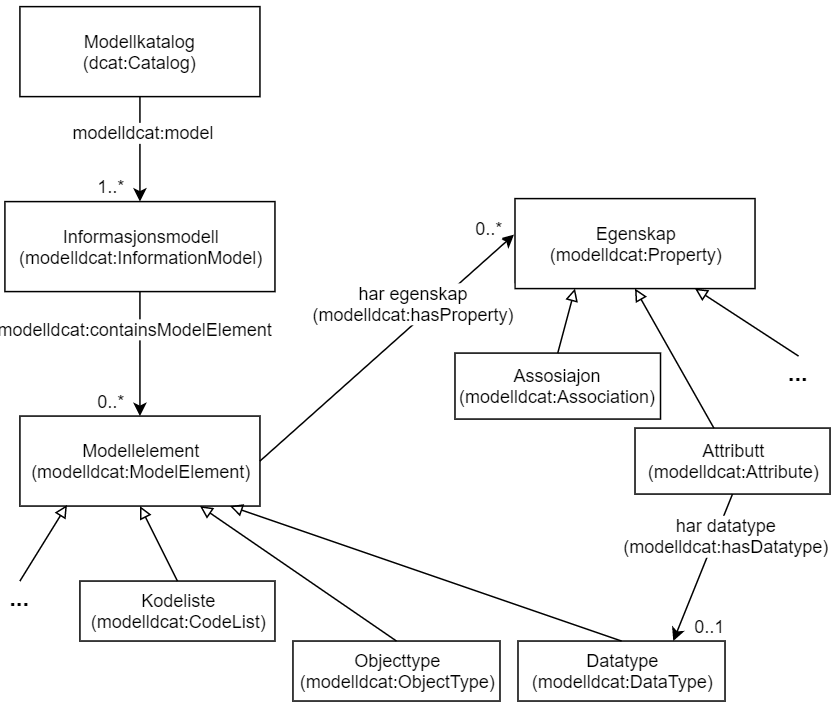 Modellkatalog
(dcat:Catalog)
modelldcat:model
1..*
Informasjonsmodell
(modelldcat:InformationModel)
modelldcat:containsModelElement
0..*
Modellelement
(modelldcat:ModelElement)
har egenskap
(modelldcat:hasProperty)
0..*
Egenskap
(modelldcat:Property)
Assosiajon
(modelldcat:Association)
...
Attributt
(modelldcat:Attribute)
har datatype
(modelldcat:hasDatatype)
0..1
...
Kodeliste
(modelldcat:CodeList)
Objecttype
(modelldcat:ObjectType)
Datatype
(modelldcat:DataType)